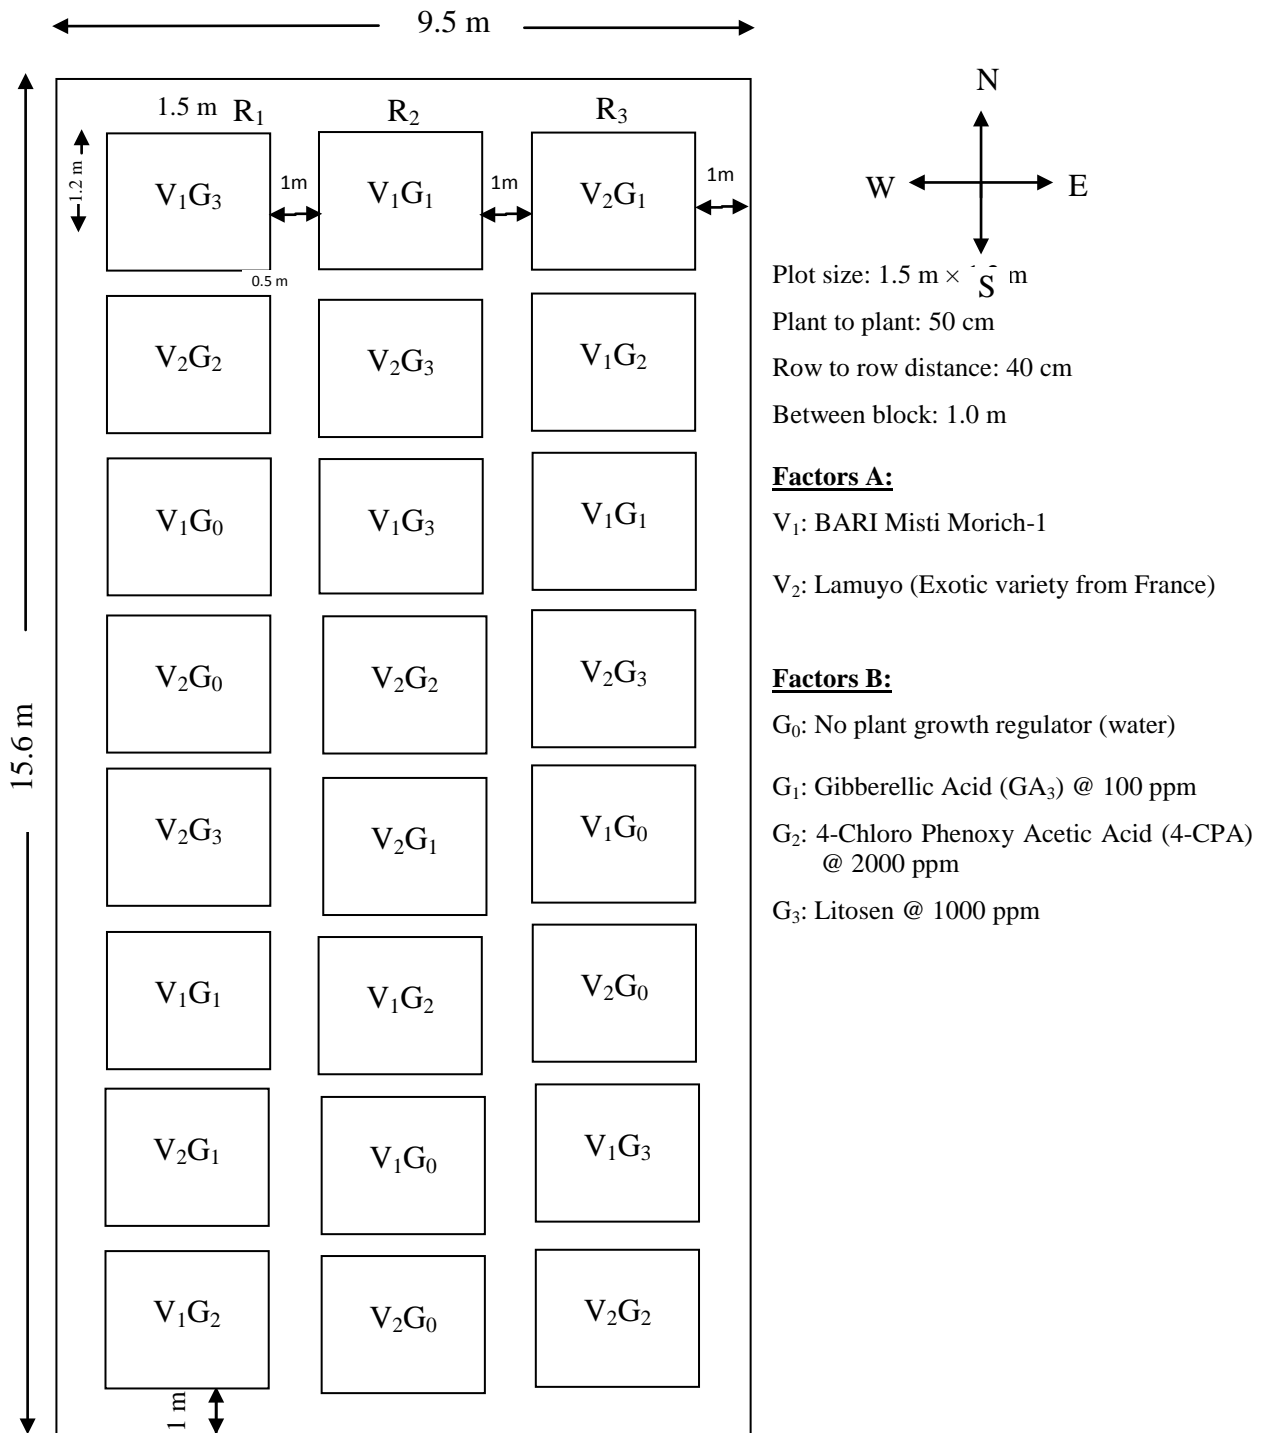 9.5 m
15.6 m
1.5 m R₁ R₂ R₃
1.2 m
V₁G₃ 1m V₁G₁ 1m V₂G₁ 1m
0.5 m
V₂G₂ V₂G₃ V₁G₂
V₁G₀ V₁G₃ V₁G₁
V₂G₀ V₂G₂ V₂G₃
V₂G₃ V₂G₁ V₁G₀
V₁G₁ V₁G₂ V₂G₀
V₂G₁ V₁G₀ V₁G₃
V₁G₂ V₂G₀ V₂G₂
1 m
N
W E
S
Plot size: 1.5 m × m
Plant to plant: 50 cm
Row to row distance: 40 cm
Between block: 1.0 m
Factors A:
V₁: BARI Misti Morich-1
V₂: Lamuyo (Exotic variety from France)
Factors B:
G₀: No plant growth regulator (water)
G₁: Gibberellic Acid (GA₃) @ 100 ppm
G₂: 4-Chloro Phenoxy Acetic Acid (4-CPA)
@ 2000 ppm
G₃: Litosen @ 1000 ppm